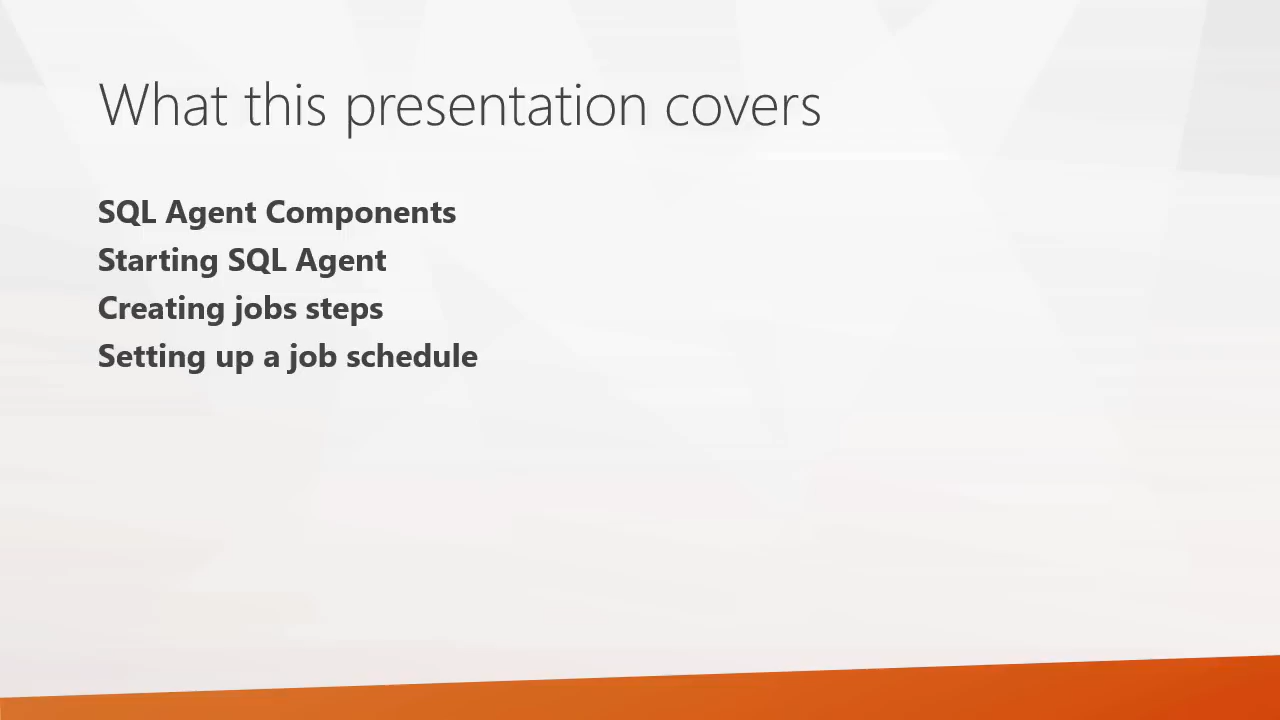 What this presentation covers
SQL Agent Components
Starting SQL Agent
Creating jobs steps
Setting up a job schedule